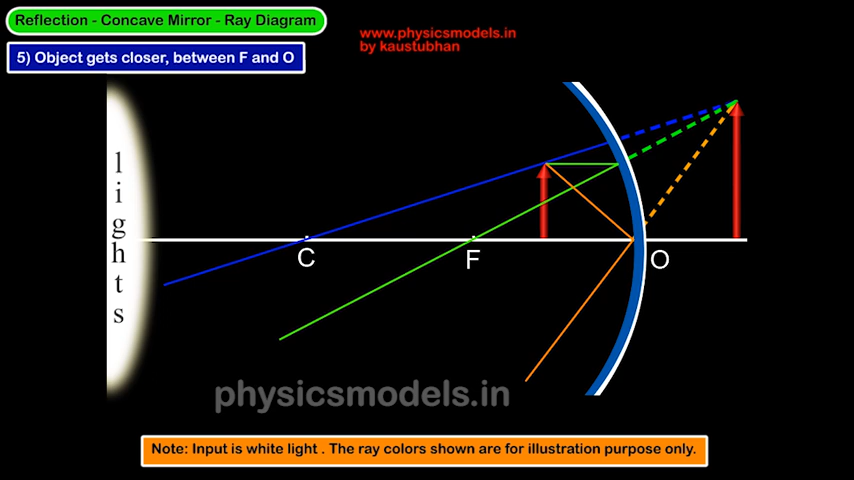 Reflection - Concave Mirror - Ray Diagram
www.physicsmodels.in
by kaustubhan
5) Object gets closer, between F and O
lights
C
F
O
physicsmodels.in
Note: Input is white light . The ray colors shown are for illustration purpose only.